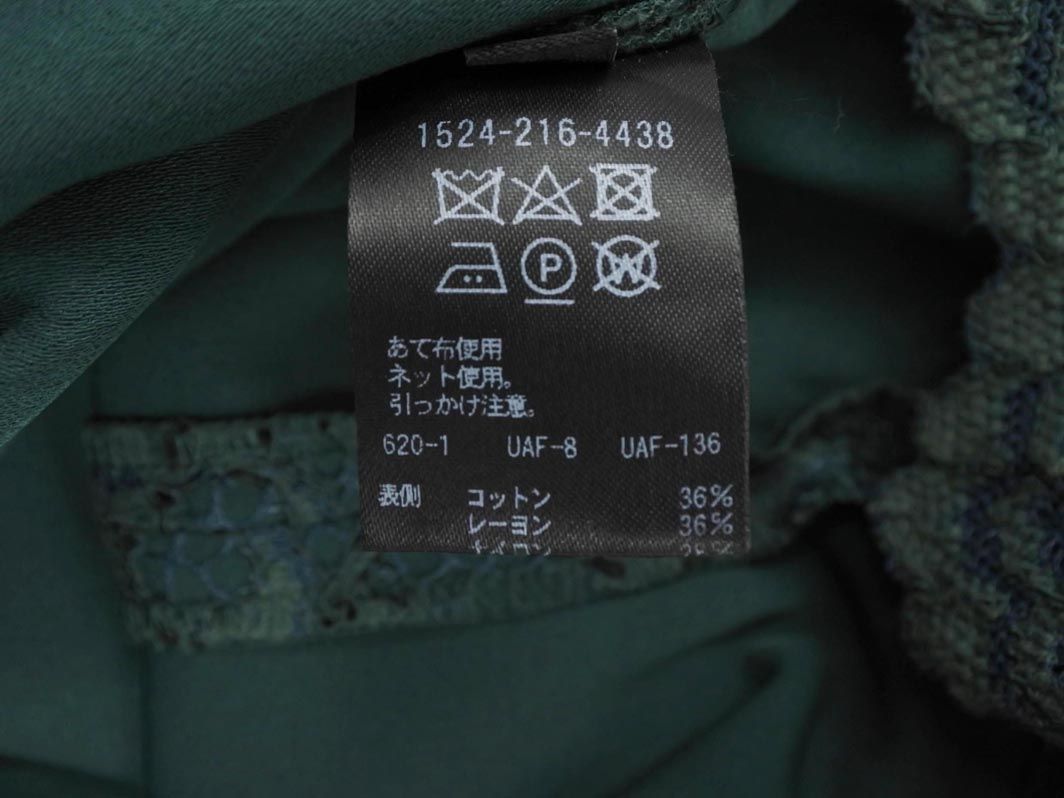 1524-216-4438
P
W
あて布使用
ネット使用。
引っかけ注意。
620-1 UAF-8 UAF-136
表側 コットン 36%
レーヨン 36%